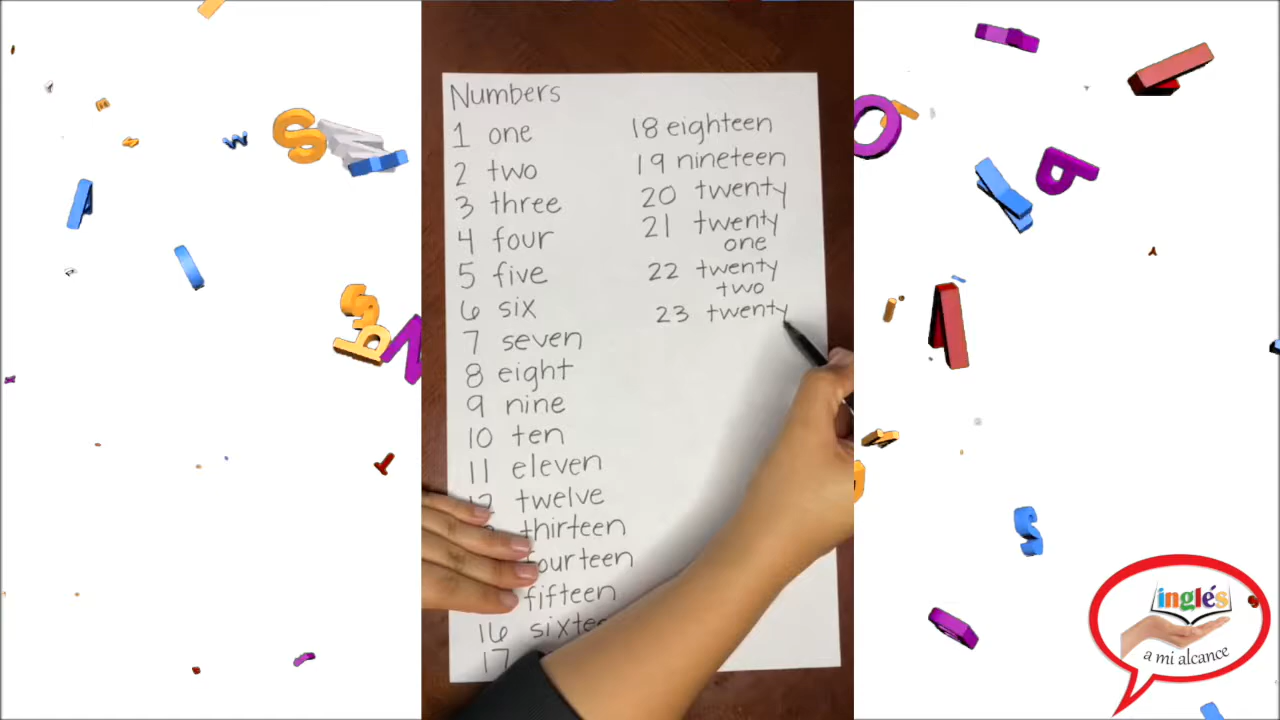 Numbers
1 one
2 two
3 three
4 four
5 five
6 six
7 seven
8 eight
9 nine
10 ten
11 eleven
twelve
thirteen
fourteen
fifteen
16
17
18 eighteen
19 nineteen
20 twenty
21 twenty
one
22 twenty
two
23 twenty
inglés
a mi alcance